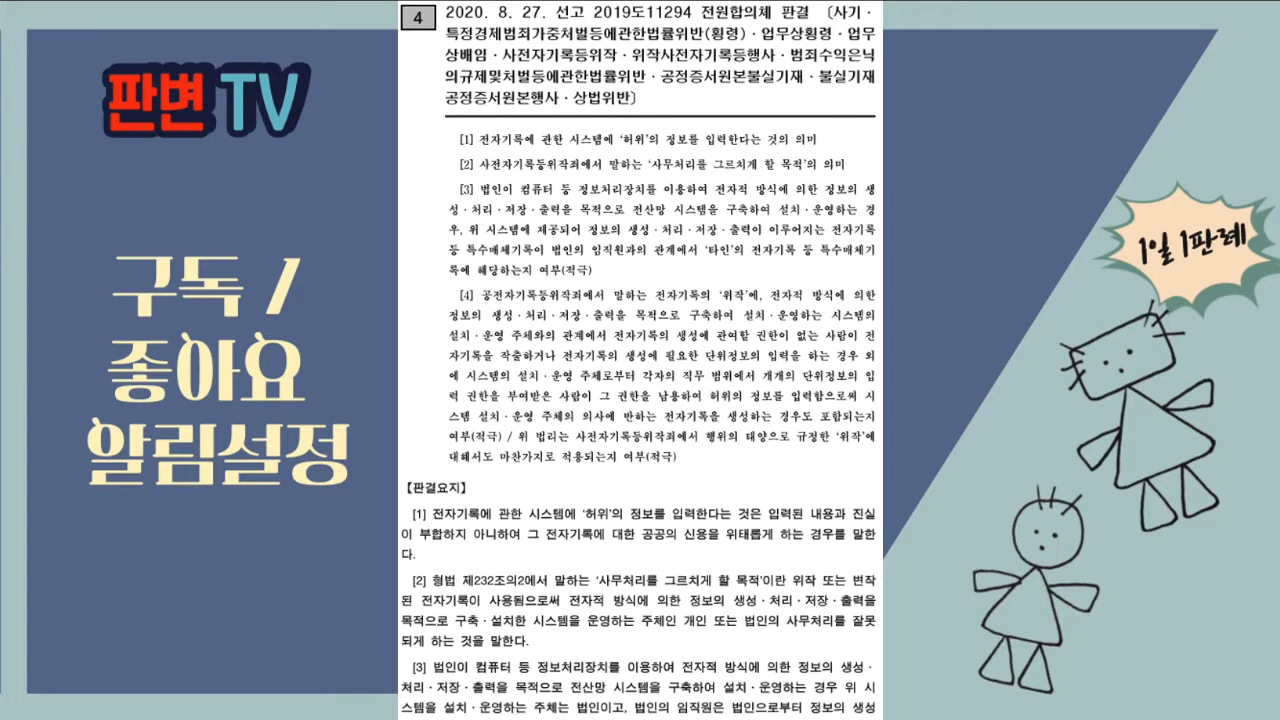 판변 TV
구독 /
좋아요
알림설정
4
2020. 8. 27. 선고 2019도11294 전원합의체 판결 〔사기ㆍ
특정경제범죄가중처벌등에관한법률위반(횡령)ㆍ업무상횡령ㆍ업무
상배임ㆍ사전자기록등위작ㆍ위작사전자기록등행사ㆍ범죄수익은닉
의규제및처벌등에관한법률위반ㆍ공정증서원본불실기재ㆍ불실기재
공정증서원본행사ㆍ상법위반〕
[1] 전자기록에 관한 시스템에 ‘허위’의 정보를 입력한다는 것의 의미
[2] 사전자기록등위작죄에서 말하는 ‘사무처리를 그르치게 할 목적’의 의미
[3] 법인이 컴퓨터 등 정보처리장치를 이용하여 전자적 방식에 의한 정보의 생
성ㆍ처리ㆍ저장ㆍ출력을 목적으로 전산망 시스템을 구축하여 설치ㆍ운영하는 경
우, 위 시스템에 제공되어 정보의 생성ㆍ처리ㆍ저장ㆍ출력이 이루어지는 전자기록
등 특수매체기록이 법인의 임직원과의 관계에서 ‘타인’의 전자기록 등 특수매체기
록에 해당하는지 여부(적극)
[4] 공전자기록등위작죄에서 말하는 전자기록의 ‘위작’에, 전자적 방식에 의한
정보의 생성ㆍ처리ㆍ저장ㆍ출력을 목적으로 구축하여 설치ㆍ운영하는 시스템의
설치ㆍ운영 주체와의 관계에서 전자기록의 생성에 관여할 권한이 없는 사람이 전
자기록을 작출하거나 전자기록의 생성에 필요한 단위정보의 입력을 하는 경우 외
에 시스템의 설치ㆍ운영 주체로부터 각자의 직무 범위에서 개개의 단위정보의 입
력 권한을 부여받은 사람이 그 권한을 남용하여 허위의 정보를 입력함으로써 시
스템 설치ㆍ운영 주체의 의사에 반하는 전자기록을 생성하는 경우도 포함되는지
여부(적극) / 위 법리는 사전자기록등위작죄에서 행위의 태양으로 규정한 ‘위작’에
대해서도 마찬가지로 적용되는지 여부(적극)
【판결요지】
[1] 전자기록에 관한 시스템에 ‘허위’의 정보를 입력한다는 것은 입력된 내용과 진실
이 부합하지 아니하여 그 전자기록에 대한 공공의 신용을 위태롭게 하는 경우를 말한
다.
[2] 형법 제232조의2에서 말하는 ‘사무처리를 그르치게 할 목적’이란 위작 또는 변작
된 전자기록이 사용됨으로써 전자적 방식에 의한 정보의 생성ㆍ처리ㆍ저장ㆍ출력을
목적으로 구축ㆍ설치한 시스템을 운영하는 주체인 개인 또는 법인의 사무처리를 잘못
되게 하는 것을 말한다.
[3] 법인이 컴퓨터 등 정보처리장치를 이용하여 전자적 방식에 의한 정보의 생성ㆍ
처리ㆍ저장ㆍ출력을 목적으로 전산망 시스템을 구축하여 설치ㆍ운영하는 경우 위 시
스템을 설치ㆍ운영하는 주체는 법인이고, 법인의 임직원은 법인으로부터 정보의 생성
1일 1판례